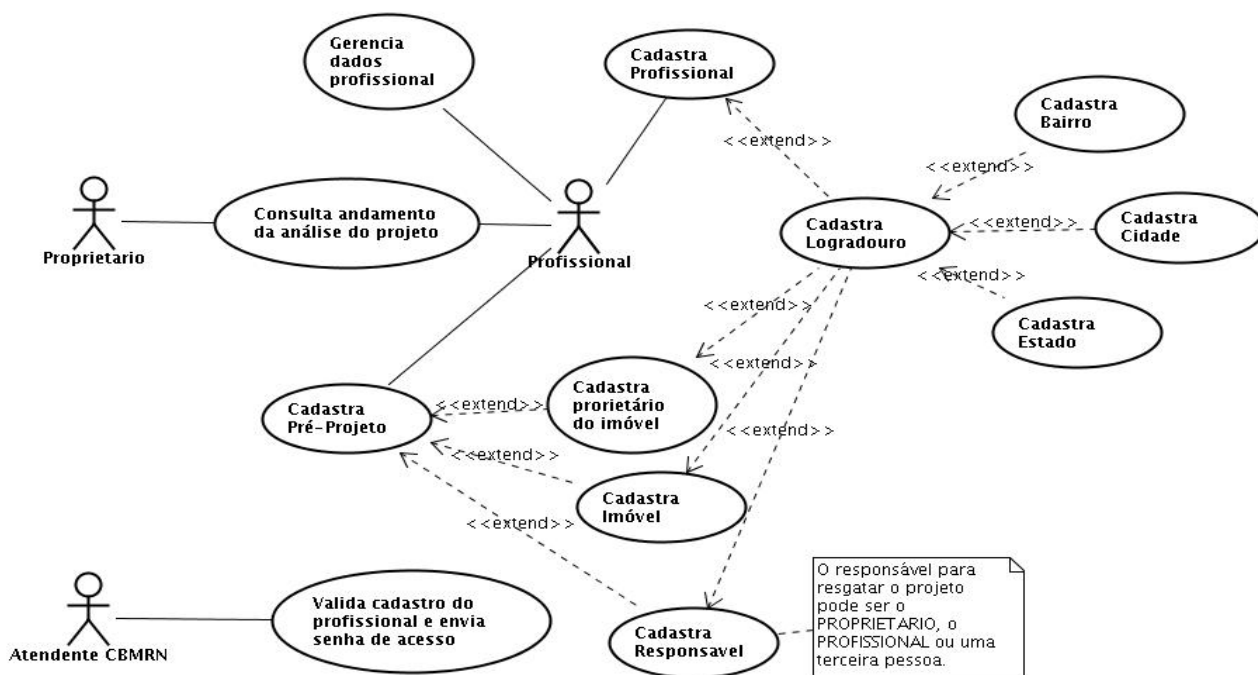 Gerencia
dados
profissional
Cadastra
Profissional
Cadastra
Bairro
<<extend>>
<<extend>>
Consulta andamento
da análise do projeto
Cadastra
Logradouro
<<extend>>
Cadastra
Cidade
Proprietario
Profissional
<<extend>>
<<extend>>
Cadastra
Estado
<<extend>>
Cadastra
Pré-Projeto
<<extend>>
Cadastra
prorietário
do imóvel
<<extend>>
<<extend>>
Cadastra
Imóvel
<<extend>>
O responsável para
resgatar o projeto
pode ser o
PROPRIETARIO, o
PROFISSIONAL ou uma
terceira pessoa.
Valida cadastro do
profissional e envia
senha de acesso
Cadastra
Responsavel
Atendente CBMRN